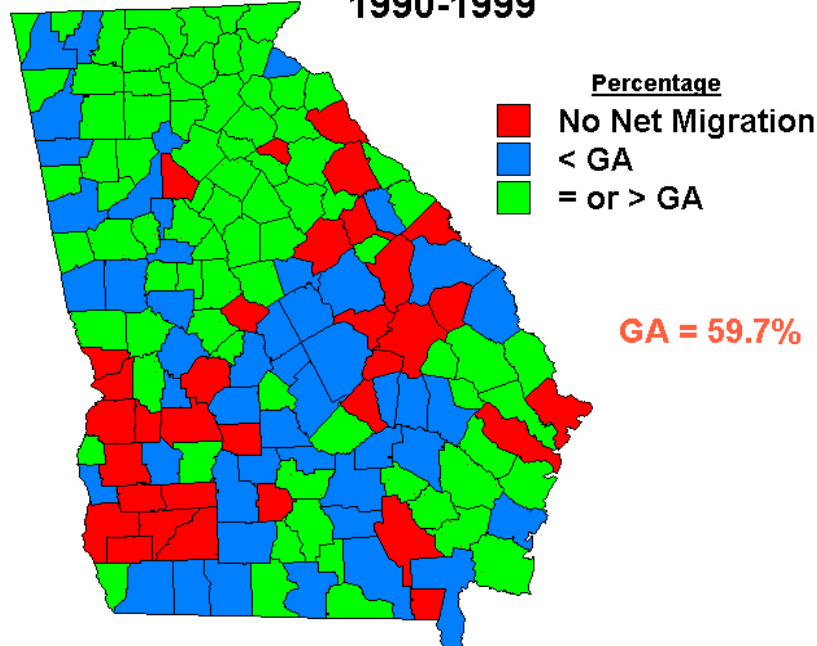 1990-1999
Percentage
No Net Migration
< GA
= or > GA
GA = 59.7%